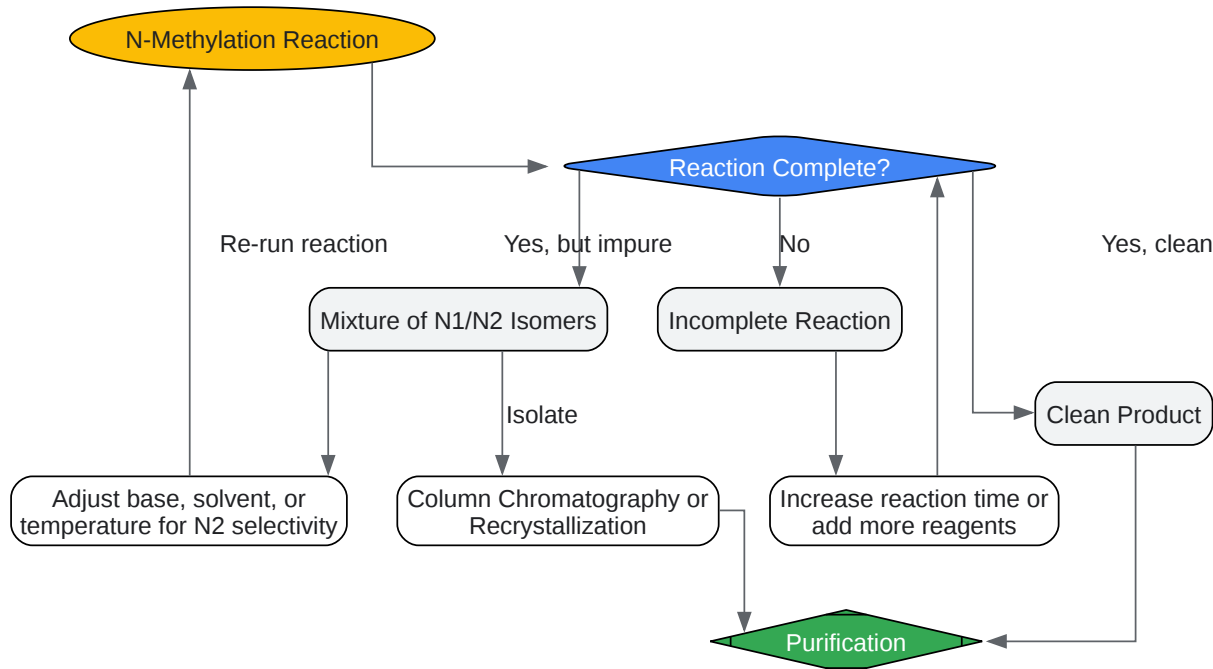 N-Methylation Reaction
Reaction Complete?
Re-run reaction
Yes, but impure
No
Yes, clean
Mixture of N1/N2 Isomers
Incomplete Reaction
Isolate
Clean Product
Adjust base, solvent, or
temperature for N2 selectivity
Column Chromatography or
Recrystallization
Increase reaction time or
add more reagents
Purification